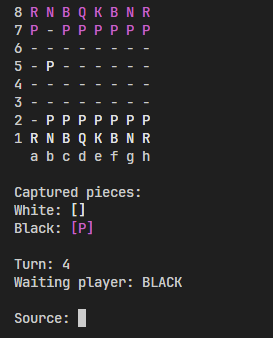 8 R N B Q K B N R
7 P - P P P P P P
6 - - - - - - - -
5 - P - - - - - -
4 - - - - - - - -
3 - - - - - - - -
2 - P P P P P P P
1 R N B Q K B N R
a b c d e f g h
Captured pieces:
White: []
Black: [P]
Turn: 4
Waiting player: BLACK
Source: